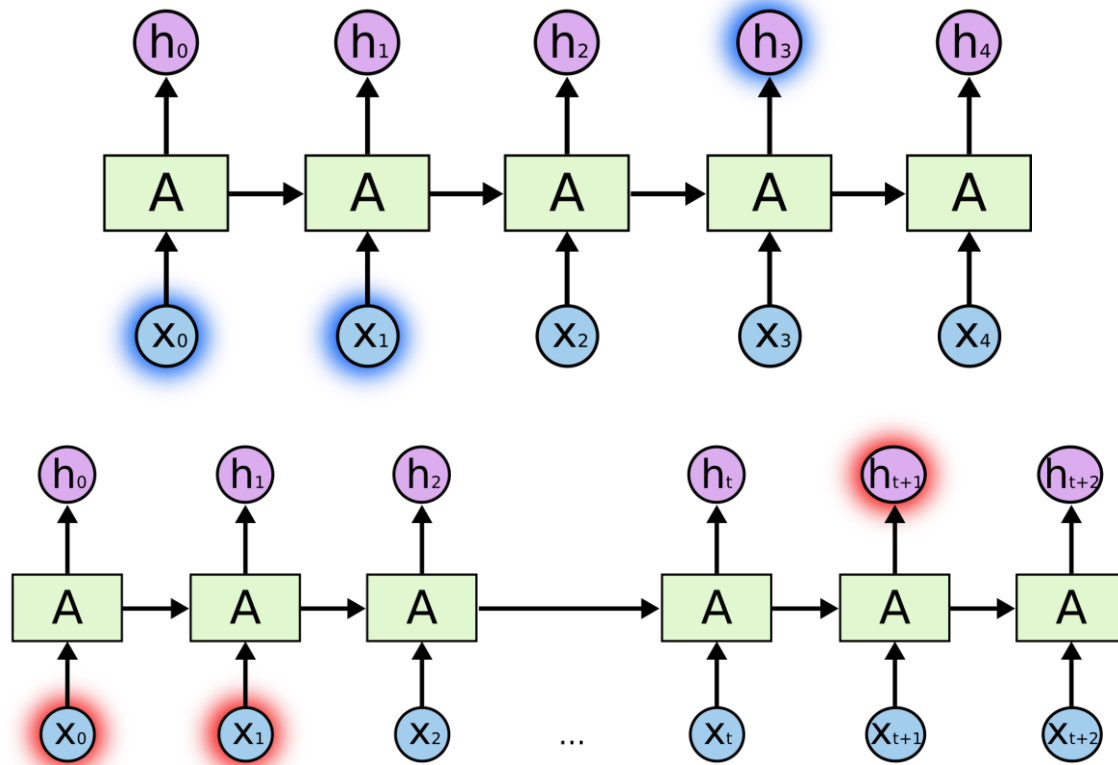 h₀ h₁ h₂ h₃ h₄
A A A A A
x₀ x₁ x₂ x₃ x₄
h₀ h₁ h₂ hₜ hₜ₊₁ hₜ₊₂
A A A A A A
x₀ x₁ x₂ ... xₜ xₜ₊₁ xₜ₊₂